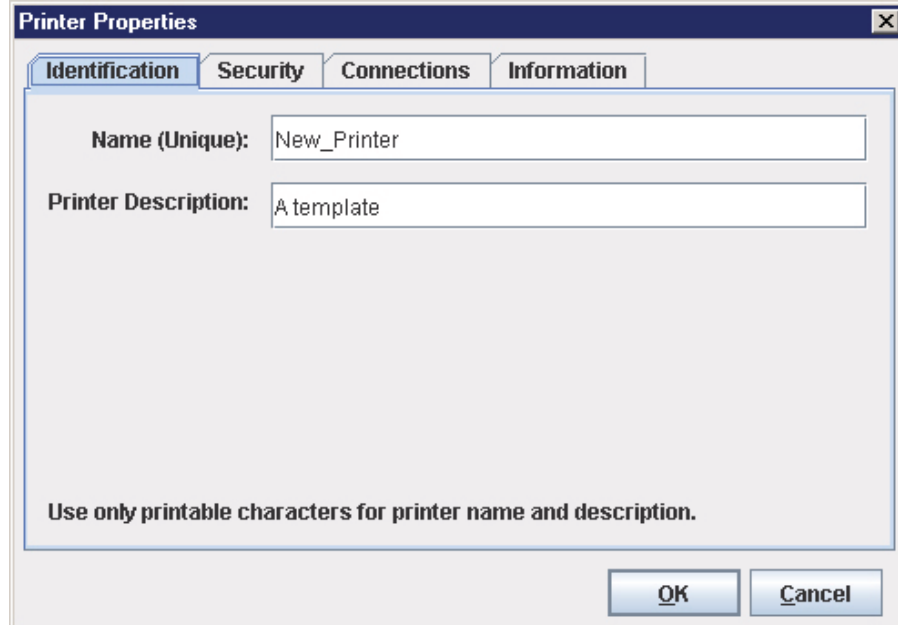 Printer Properties
Identification Security Connections Information
Name (Unique): New_Printer
Printer Description: A template
Use only printable characters for printer name and description.
OK Cancel